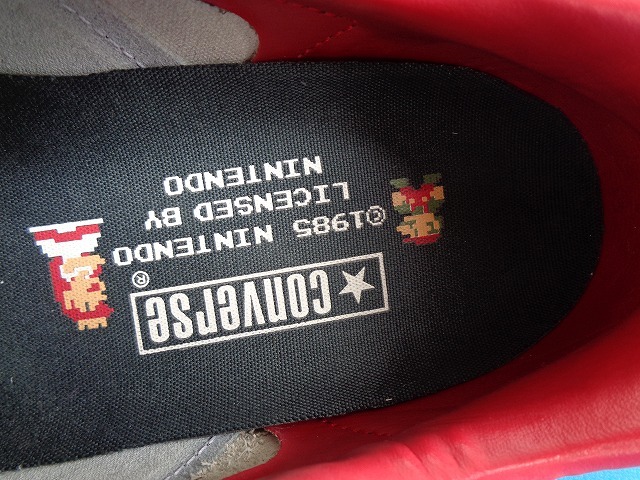 CONVERSE ®
©1985 NINTENDO
LICENSED BY
NINTENDO